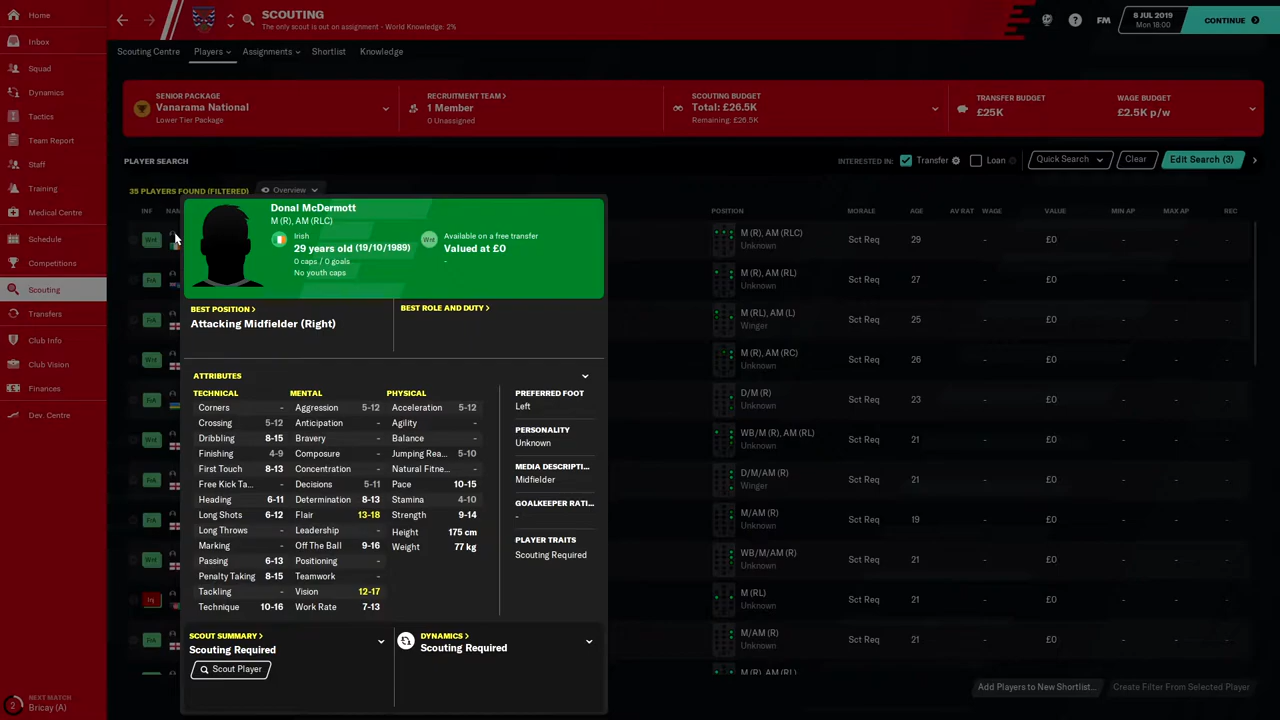 Home
Inbox
Squad
Dynamics
Tactics
Team Report
Staff
Training
Medical Centre
Schedule
Competitions
Scouting
Transfers
Club Info
Club Vision
Finances
Dev. Centre
2
NEXT MATCH
Bricay (A)
SCOUTING
The only scout is out on assignment - World Knowledge: 2%
?
FM
8 JUL 2019
Mon 18:00
CONTINUE
Scouting Centre
Players
Assignments
Shortlist
Knowledge
SENIOR PACKAGE
Vanarama National
Lower Tier Package
RECRUITMENT TEAM
1 Member
0 Unassigned
SCOUTING BUDGET
Total: £26.5K
Remaining: £26.5K
TRANSFER BUDGET
£25K
WAGE BUDGET
£2.5K p/w
PLAYER SEARCH
INTERESTED IN:
Transfer
Loan
Quick Search
Clear
Edit Search (3)
35 PLAYERS FOUND (FILTERED)
Overview
INF POSITION MORALE AGE AV RAT WAGE VALUE MIN AP MAX AP REC
Wnt M (R), AM (RLC) Unknown Sct Req 29 - - £0 - - -
FrA M (R), AM (RL) Unknown Sct Req 27 - - £0 - - -
FrA M (RL), AM (L) Winger Sct Req 25 - - £0 - - -
Wnt M (R), AM (RC) Unknown Sct Req 26 - - £0 - - -
FrA D/M (R) Unknown Sct Req 23 - - £0 - - -
Wnt WB/M (R), AM (RL) Unknown Sct Req 21 - - £0 - - -
FrA D/M/AM (R) Winger Sct Req 21 - - £0 - - -
FrA M/AM (R) Unknown Sct Req 19 - - £0 - - -
Wnt WB/M/AM (R) Unknown Sct Req 21 - - £0 - - -
Inj M (RL) Unknown Sct Req 21 - - £0 - - -
FrA M/AM (R) Unknown Sct Req 21 - - £0 - - -
M (R), AM (RL)
Donal McDermott
M (R), AM (RLC)
Irish
29 years old (19/10/1989)
0 caps / 0 goals
No youth caps
Wnt
Available on a free transfer
Valued at £0
-
BEST POSITION
Attacking Midfielder (Right)
BEST ROLE AND DUTY
ATTRIBUTES
TECHNICAL MENTAL PHYSICAL
Corners - Aggression 5-12 Acceleration 5-12
Crossing 5-12 Anticipation - Agility -
Dribbling 8-15 Bravery - Balance -
Finishing 4-9 Composure - Jumping Rea... 5-10
First Touch 8-13 Concentration - Natural Fitne... -
Free Kick Ta... - Decisions 5-11 Pace 10-15
Heading 6-11 Determination 8-13 Stamina 4-10
Long Shots 6-12 Flair 13-18 Strength 9-14
Long Throws - Leadership - Height 175 cm
Marking - Off The Ball 9-16 Weight 77 kg
Passing 6-13 Positioning -
Penalty Taking 8-15 Teamwork -
Tackling - Vision 12-17
Technique 10-16 Work Rate 7-13
PREFERRED FOOT
Left
PERSONALITY
Unknown
MEDIA DESCRIPTI...
Midfielder
GOALKEEPER RATI...
-
PLAYER TRAITS
Scouting Required
SCOUT SUMMARY
Scouting Required
Scout Player
DYNAMICS
Scouting Required
Add Players to New Shortlist...
Create Filter From Selected Player